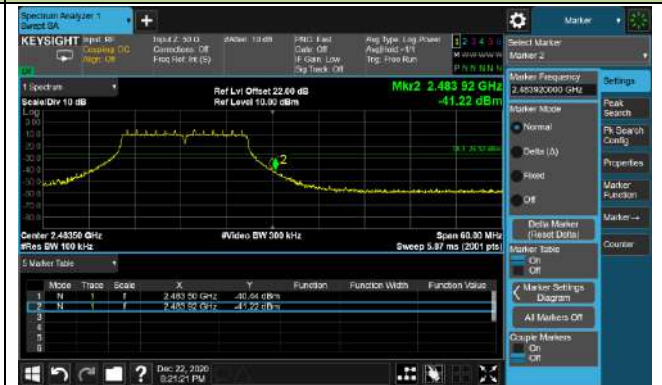 Spectrum Analyzer 1
Swept SA
Marker
KEYSIGHT
Input: RF
Coupling: DC
Align: Off
Input Z: 50 Ω
Corrections: Off
Freq Ref: Int (S)
Atten: 10 dB
PNO: Fast
Gate: Off
IF Gain: Low
Sig Track: Off
Avg Type: Log-Power
Avg|Hold: >1/1
Trig: Free Run
1 2 3 4 5 6
M W W W W W
P N N N N N
Select Marker
Marker 2
Marker Frequency
2.483920000 GHz
Settings
Peak Search
Pk Search Config
Properties
Marker Function
Marker→
Counter
Marker Mode
Normal
Delta (Δ)
Fixed
Off
Delta Marker
(Reset Delta)
Marker Table
On
Off
Marker Settings
Diagram
All Markers Off
Couple Markers
On
Off
1 Spectrum
Scale/Div 10 dB
Log
Ref Lvl Offset 22.00 dB
Ref Level 10.00 dBm
Mkr2 2.483 92 GHz
-41.22 dBm
2
Center 2.48350 GHz
#Res BW 100 kHz
#Video BW 300 kHz
Span 60.00 MHz
Sweep 5.87 ms (2001 pts)
5 Marker Table
Mode Trace Scale X Y Function Function Width Function Value
1 N 1 f 2.483 50 GHz -40.44 dBm
2 N 1 f 2.483 92 GHz -41.22 dBm
3
4
5
6
?
Dec 22, 2020
8:21:21 PM